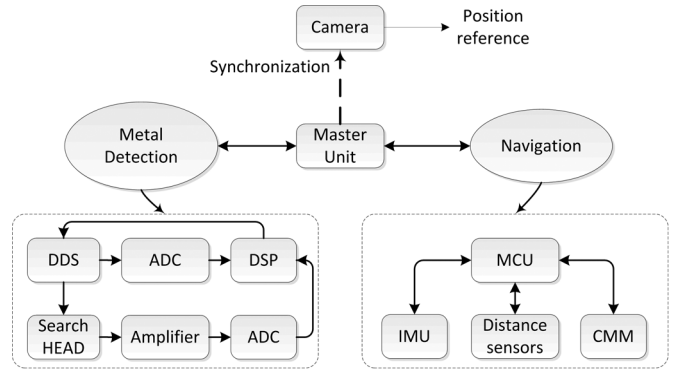 Camera
Position
reference
Synchronization
Metal
Detection
Master
Unit
Navigation
DDS
ADC
DSP
MCU
Search
HEAD
Amplifier
ADC
IMU
Distance
sensors
CMM